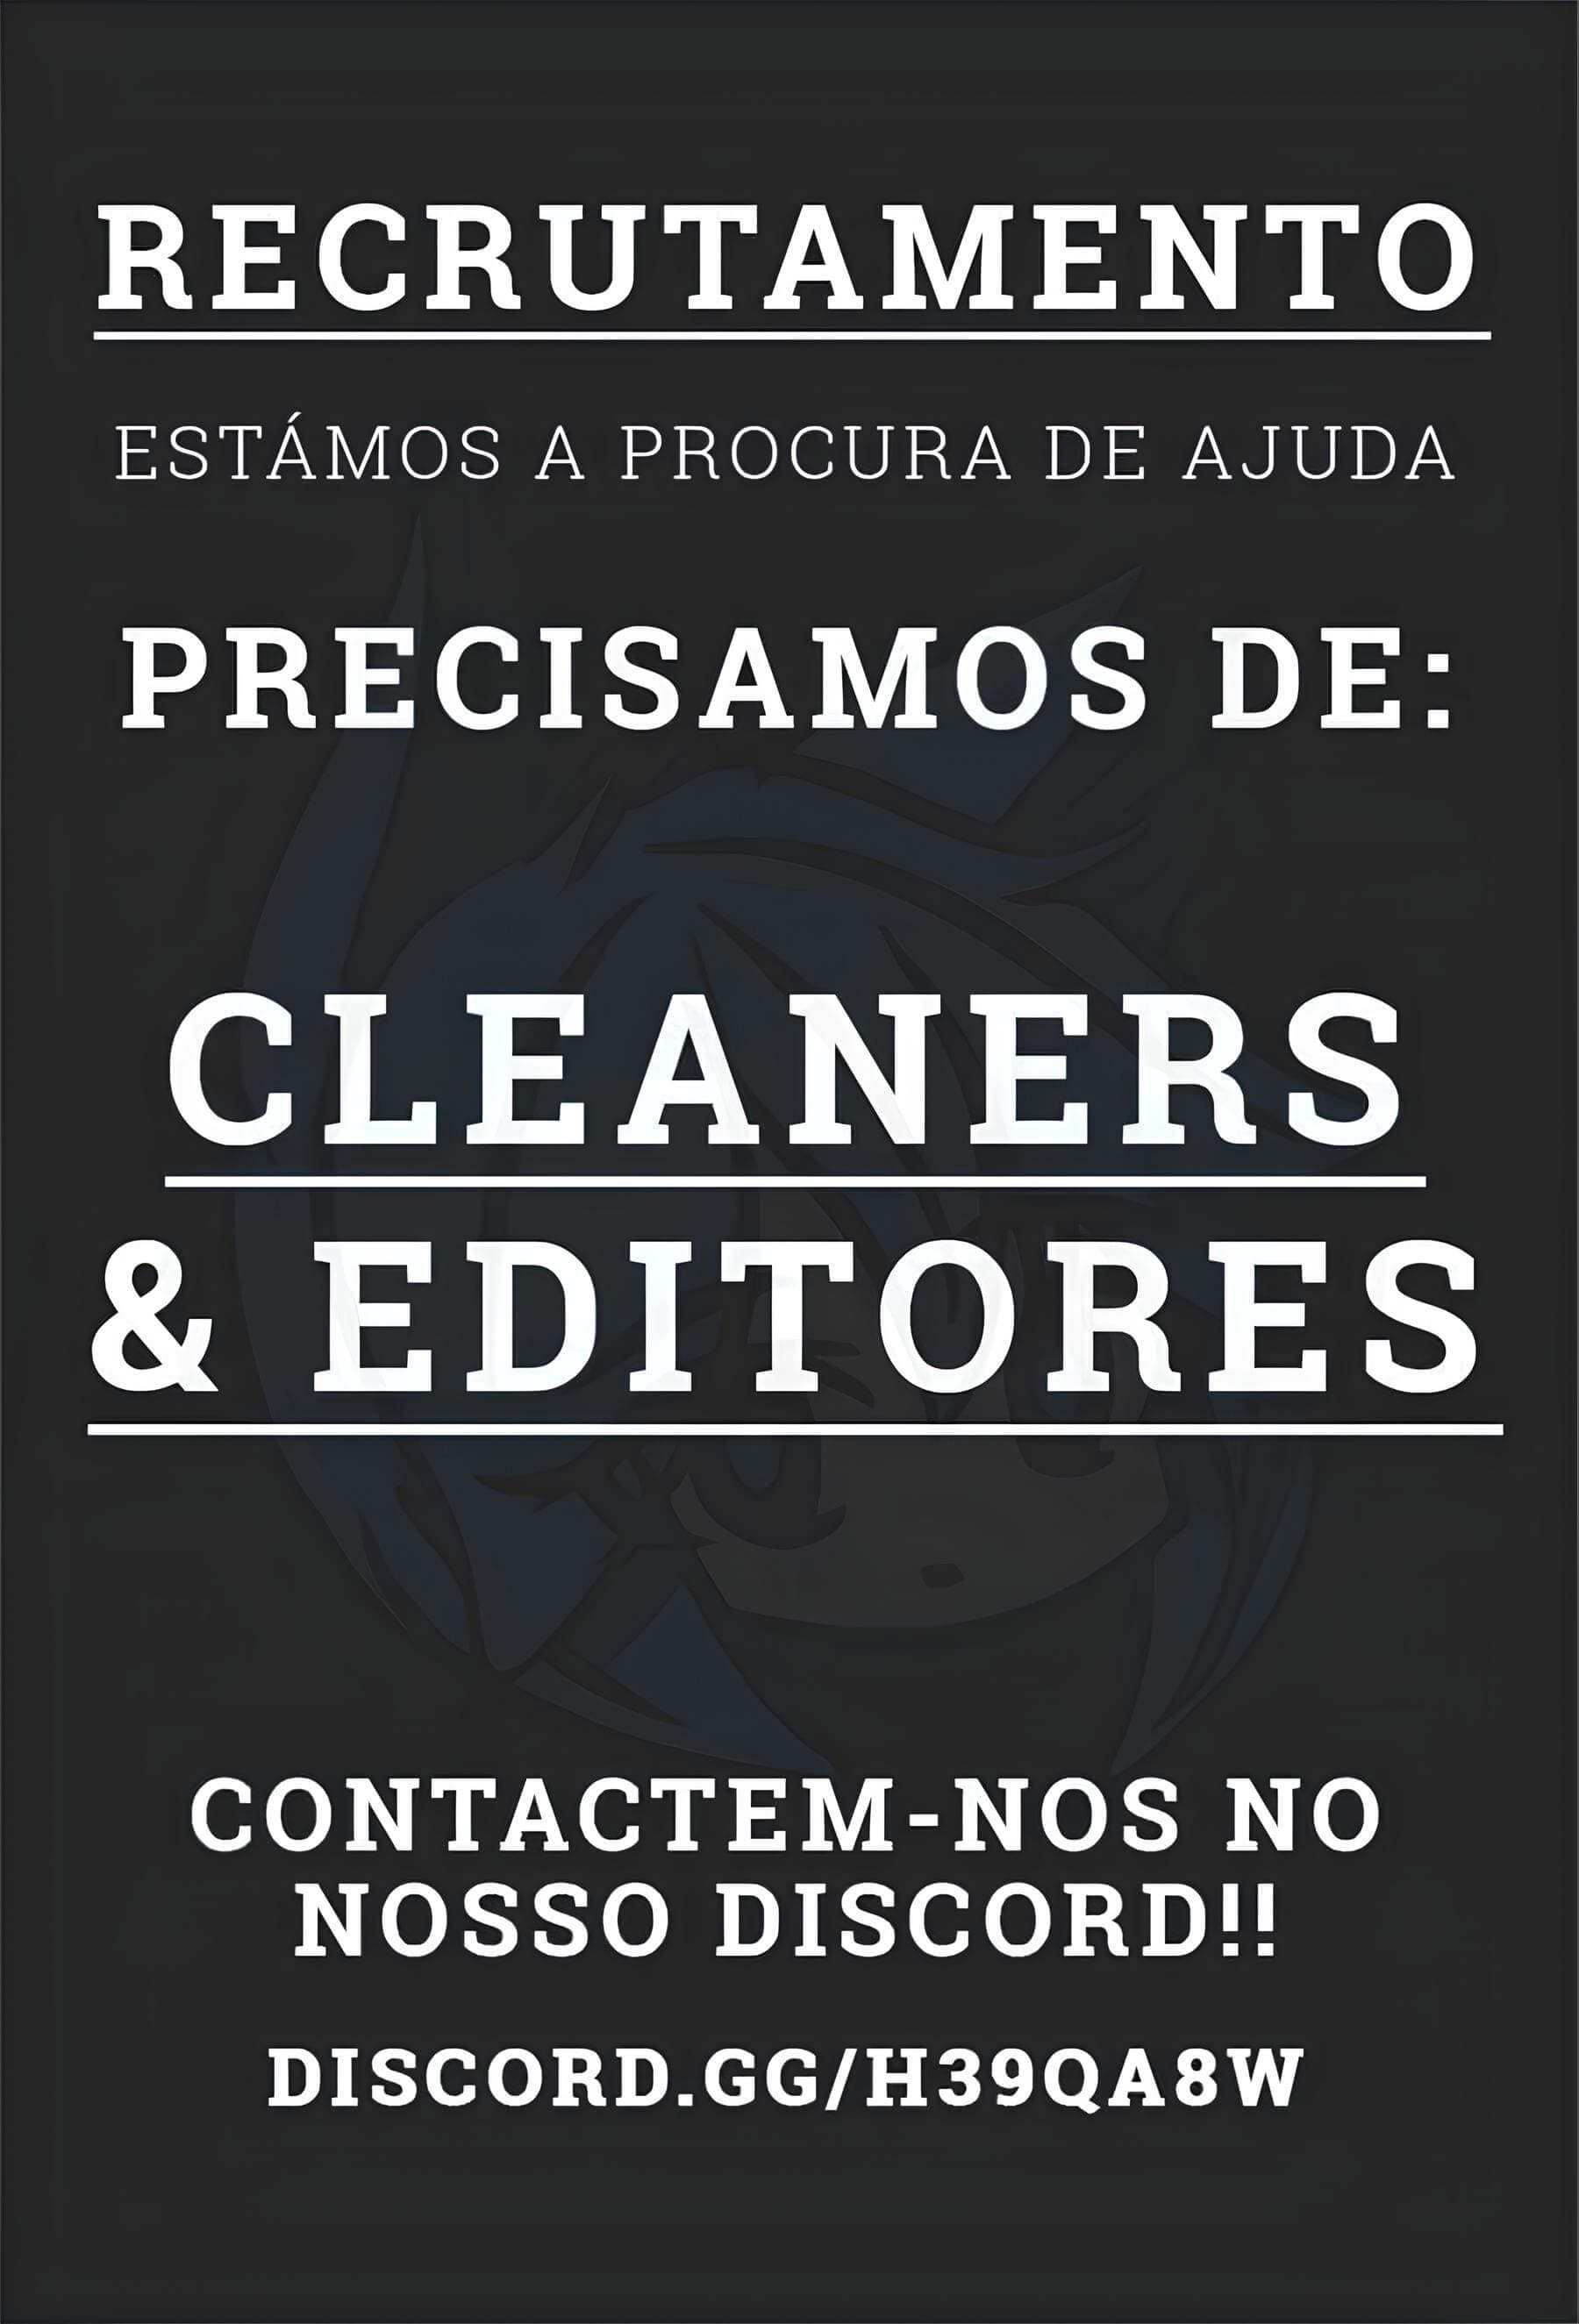 RECRUTAMENTO
ESTÁMOS A PROCURA DE AJUDA
PRECISAMOS DE:
CLEANERS
& EDITORES
CONTACTEM-NOS NO
NOSSO DISCORD!!
DISCORD.GG/H39QA8W